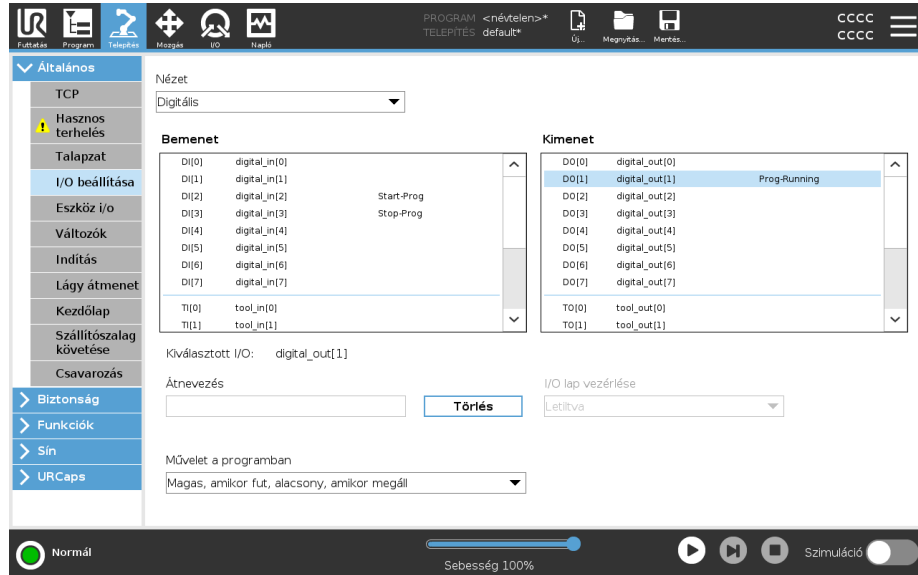 Futtatás Program Telepítés Mozgás I/O Napló
PROGRAM <névtelen>*
TELEPÍTÉS default*
Új... Megnyitás... Mentés...
CCCC
CCCC
Általános
TCP
Hasznos
terhelés
Talapzat
I/O beállítása
Eszköz i/o
Változók
Indítás
Lágy átmenet
Kezdőlap
Szállítószalag
követése
Csavarozás
Biztonság
Funkciók
Sín
URCaps
Nézet
Digitális
Bemenet
DI[0] digital_in[0]
DI[1] digital_in[1]
DI[2] digital_in[2] Start-Prog
DI[3] digital_in[3] Stop-Prog
DI[4] digital_in[4]
DI[5] digital_in[5]
DI[6] digital_in[6]
DI[7] digital_in[7]
TI[0] tool_in[0]
TI[1] tool_in[1]
Kimenet
DO[0] digital_out[0]
DO[1] digital_out[1] Prog-Running
DO[2] digital_out[2]
DO[3] digital_out[3]
DO[4] digital_out[4]
DO[5] digital_out[5]
DO[6] digital_out[6]
DO[7] digital_out[7]
TO[0] tool_out[0]
TO[1] tool_out[1]
Kiválasztott I/O: digital_out[1]
Átnevezés
Törlés
I/O lap vezérlése
Letiltva
Művelet a programban
Magas, amikor fut, alacsony, amikor megáll
Normál
Sebesség 100%
Szimuláció